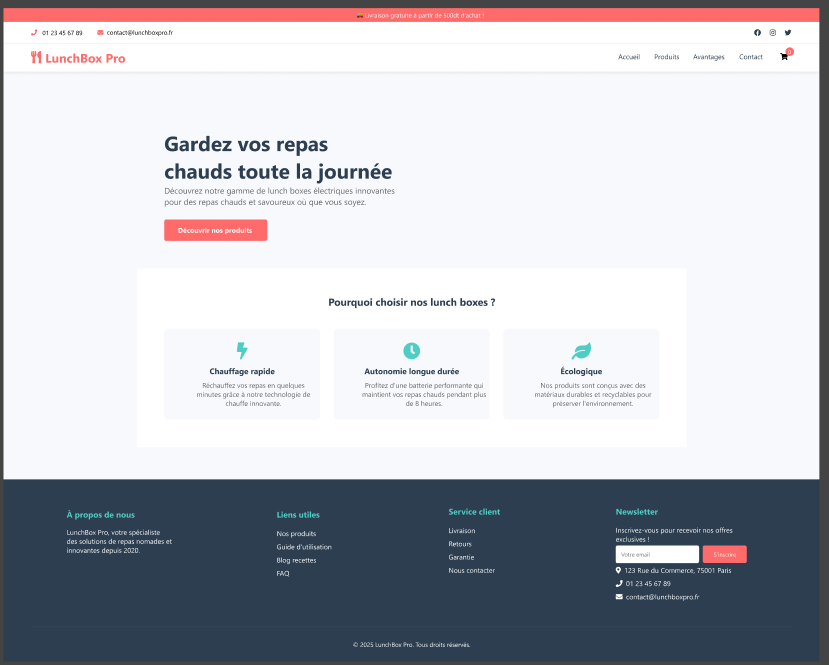 Livraison gratuite à partir de 500dt d'achat !
01 23 45 67 89 contact@lunchboxpro.fr
LunchBox Pro
Accueil Produits Avantages Contact 0
Gardez vos repas
chauds toute la journée
Découvrez notre gamme de lunch boxes électriques innovantes
pour des repas chauds et savoureux où que vous soyez.
Découvrir nos produits
Pourquoi choisir nos lunch boxes ?
Chauffage rapide
Réchauffez vos repas en quelques
minutes grâce à notre technologie de
chauffe innovante.
Autonomie longue durée
Profitez d'une batterie performante qui
maintient vos repas chauds pendant plus
de 8 heures.
Écologique
Nos produits sont conçus avec des
matériaux durables et recyclables pour
préserver l'environnement.
À propos de nous
LunchBox Pro, votre spécialiste
des solutions de repas nomades et
innovantes depuis 2020.
Liens utiles
Nos produits
Guide d'utilisation
Blog recettes
FAQ
Service client
Livraison
Retours
Garantie
Nous contacter
Newsletter
Inscrivez-vous pour recevoir nos offres
exclusives !
Votre email S'inscrire
123 Rue du Commerce, 75001 Paris
01 23 45 67 89
contact@lunchboxpro.fr
© 2025 LunchBox Pro. Tous droits réservés.